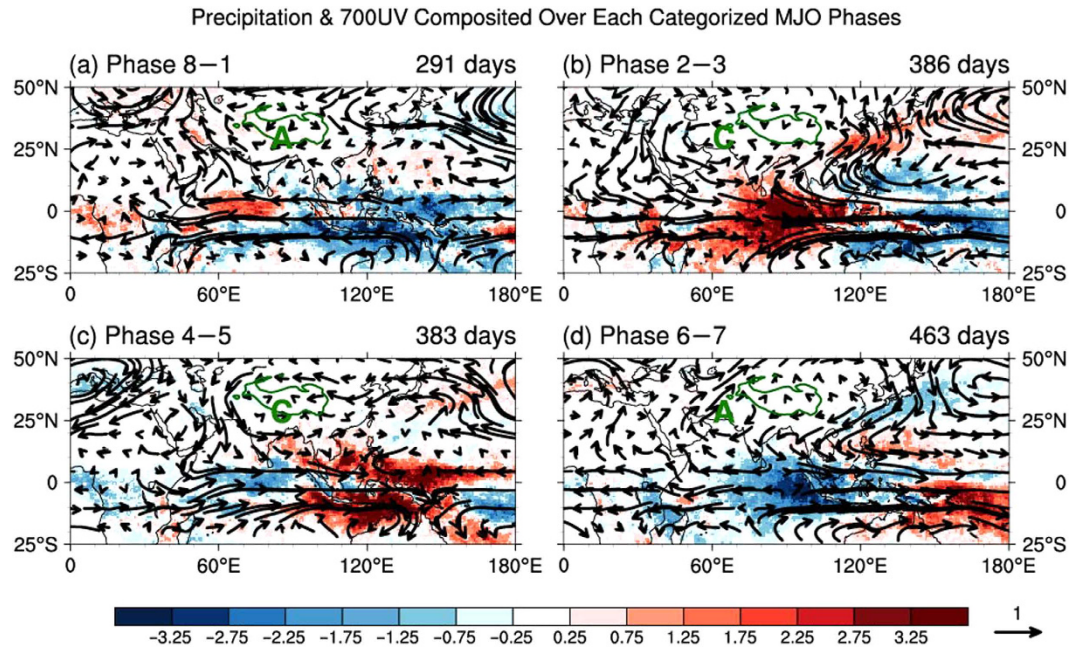 Precipitation & 700UV Composited Over Each Categorized MJO Phases
(a) Phase 8−1 291 days
(b) Phase 2−3 386 days
50°N
25°N
0
25°S
A
C
50°N
25°N
0
25°S
0 60°E 120°E 180°E
0 60°E 120°E 180°E
(c) Phase 4−5 383 days
(d) Phase 6−7 463 days
50°N
25°N
0
25°S
C
A
50°N
25°N
0
25°S
0 60°E 120°E 180°E
0 60°E 120°E 180°E
−3.25 −2.75 −2.25 −1.75 −1.25 −0.75 −0.25 0.25 0.75 1.25 1.75 2.25 2.75 3.25
1